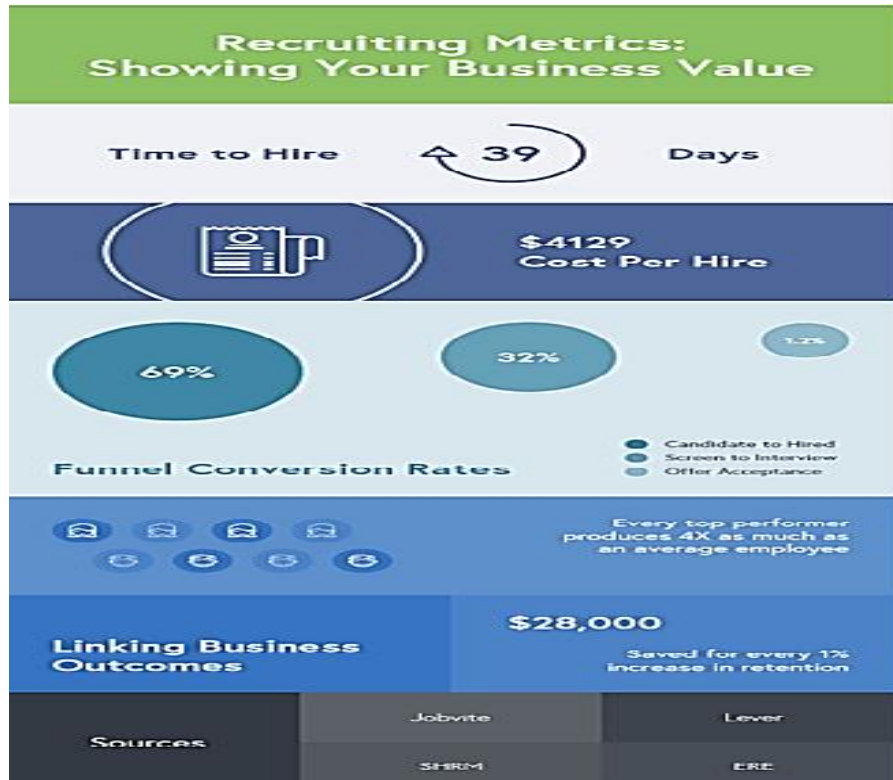 Recruiting Metrics:
Showing Your Business Value
Time to Hire
39
Days
$4129
Cost Per Hire
69%
32%
1.2%
Candidate to Hired
Screen to Interview
Offer Acceptance
Funnel Conversion Rates
Every top performer
produces 4X as much as
an average employee
Linking Business
Outcomes
$28,000
Saved for every 1%
increase in retention
Sources
Jobvite
Lever
SHRM
ERE